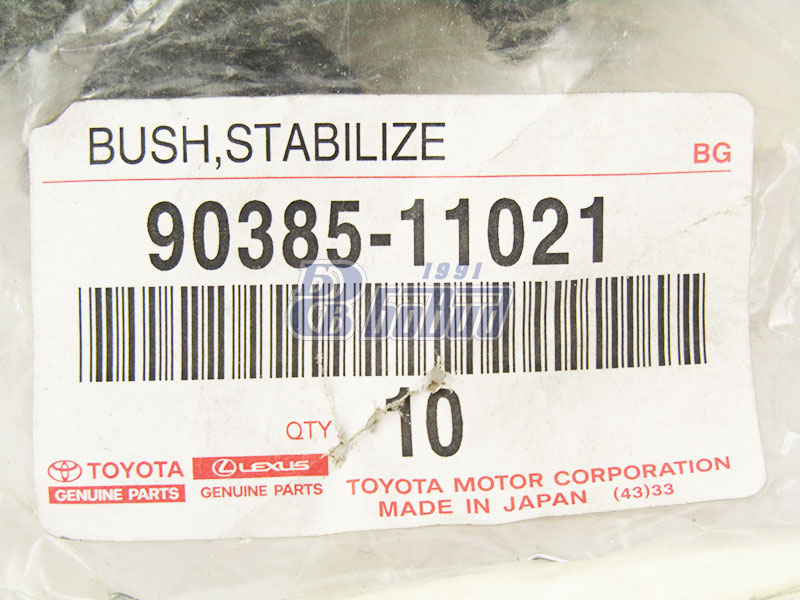 BUSH,STABILIZE
BG
90385-11021
1991
QTY 10
TOYOTA
GENUINE PARTS
LEXUS
GENUINE PARTS
TOYOTA MOTOR CORPORATION
MADE IN JAPAN (43)33